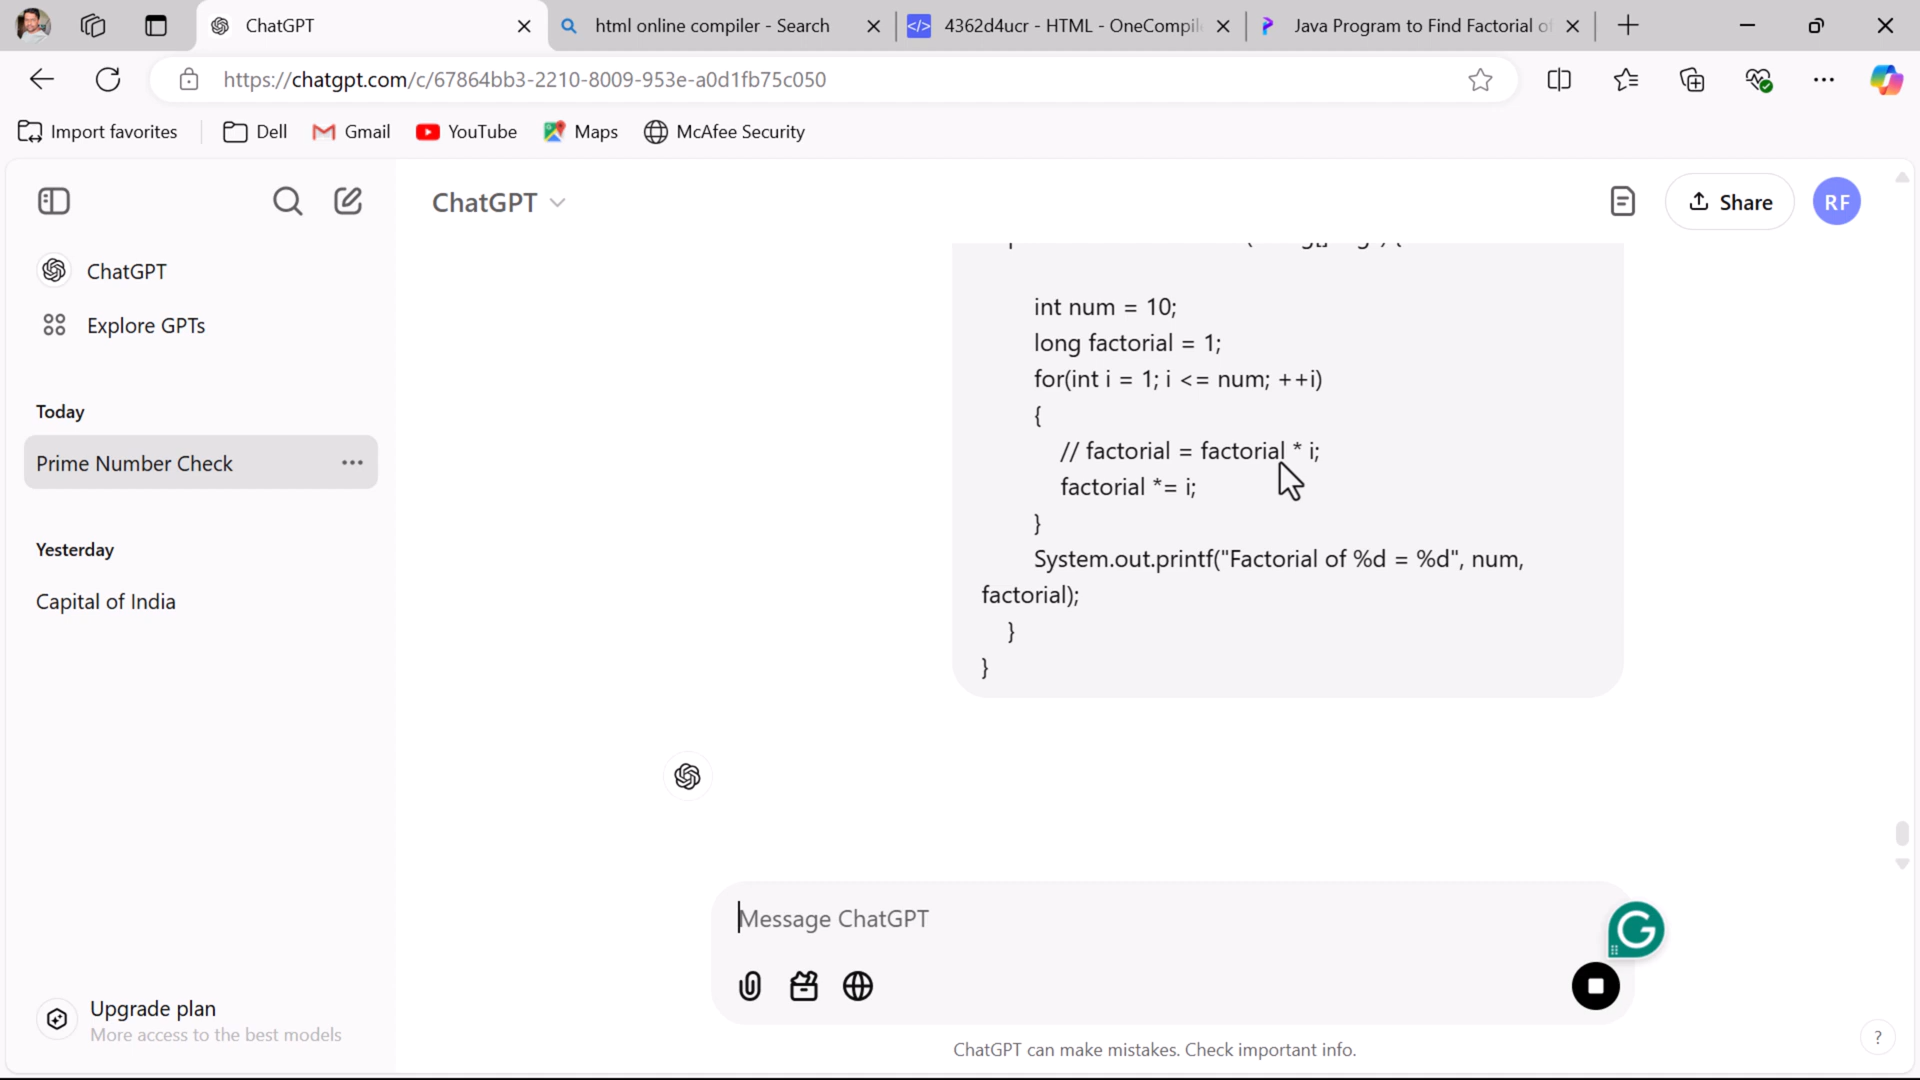 ChatGPT
html online compiler - Search
4362d4ucr - HTML - OneCompil
Java Program to Find Factorial of
https://chatgpt.com/c/67864bb3-2210-8009-953e-a0d1fb75c050
Import favorites
Dell
Gmail
YouTube
Maps
McAfee Security
ChatGPT
Share
RF
ChatGPT
Explore GPTs
Today
Prime Number Check
Yesterday
Capital of India
int num = 10;
long factorial = 1;
for(int i = 1; i <= num; ++i)
{
// factorial = factorial * i;
factorial *= i;
}
System.out.printf("Factorial of %d = %d", num,
factorial);
}
}
Message ChatGPT
Upgrade plan
More access to the best models
ChatGPT can make mistakes. Check important info.
?